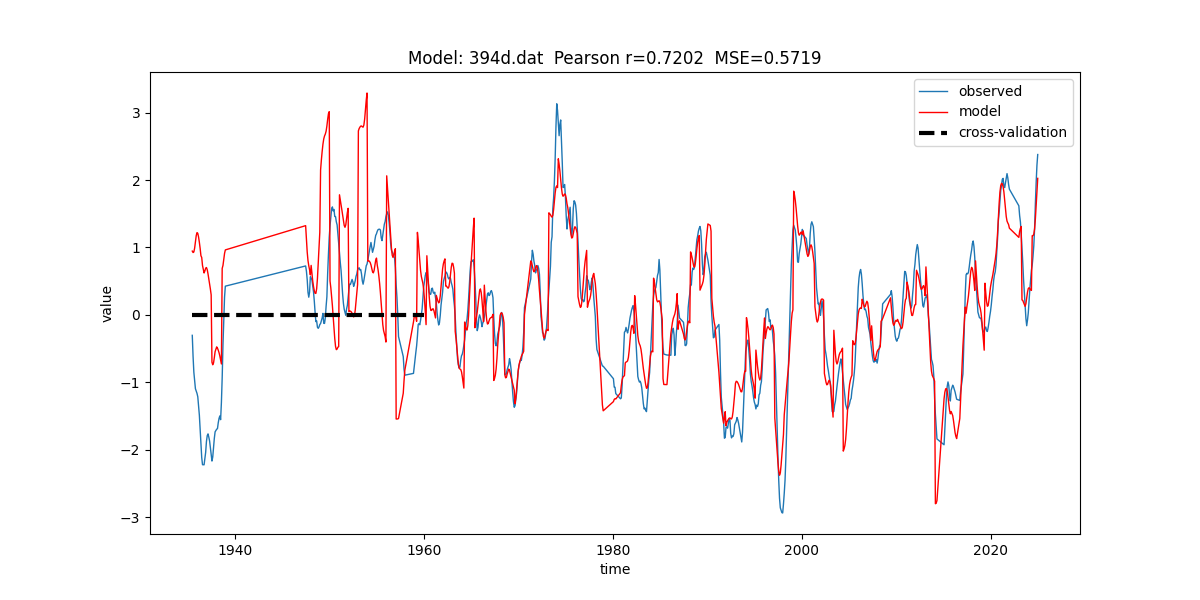 Model: 394d.dat  Pearson r=0.7202  MSE=0.5719
observed
model
cross-validation
value
3
2
1
0
−1
−2
−3
1940
1960
1980
2000
2020
time